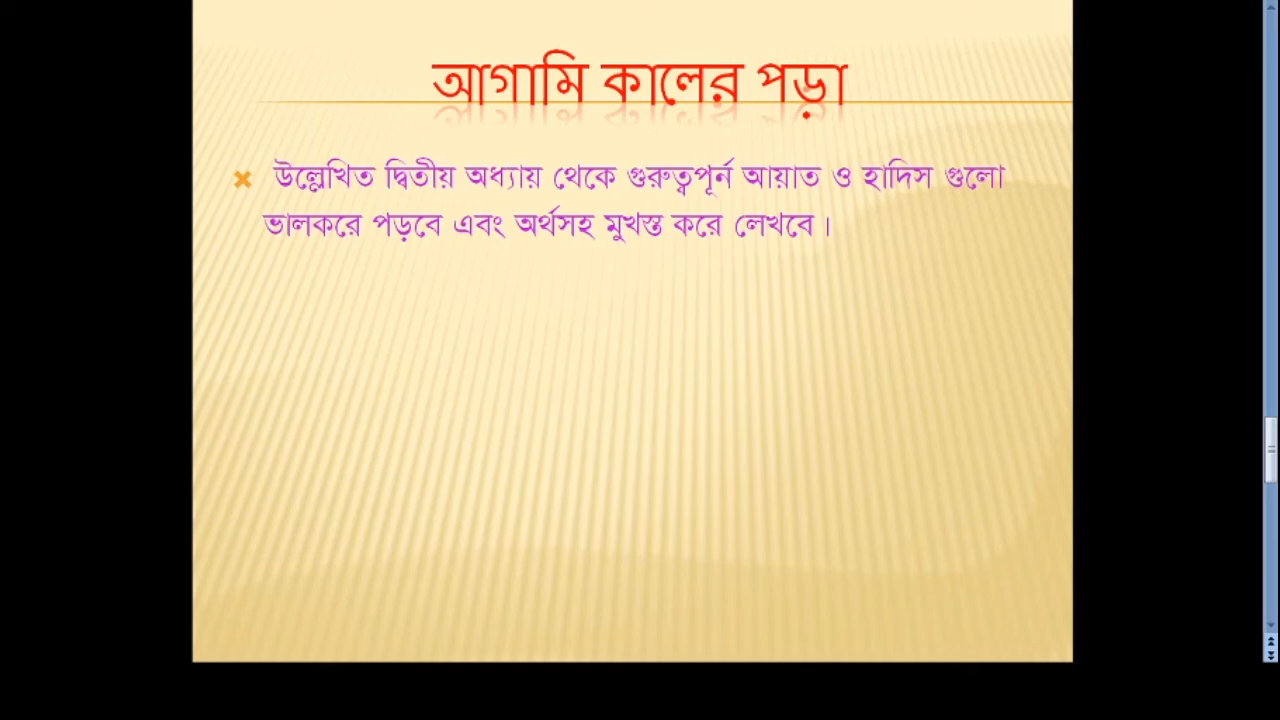 আগামি কালের পড়া
উল্লেখিত দ্বিতীয় অধ্যায় থেকে গুরুত্বপূর্ন আয়াত ও হাদিস গুলো
ভালকরে পড়বে এবং অর্থসহ মুখস্ত করে লেখবে।